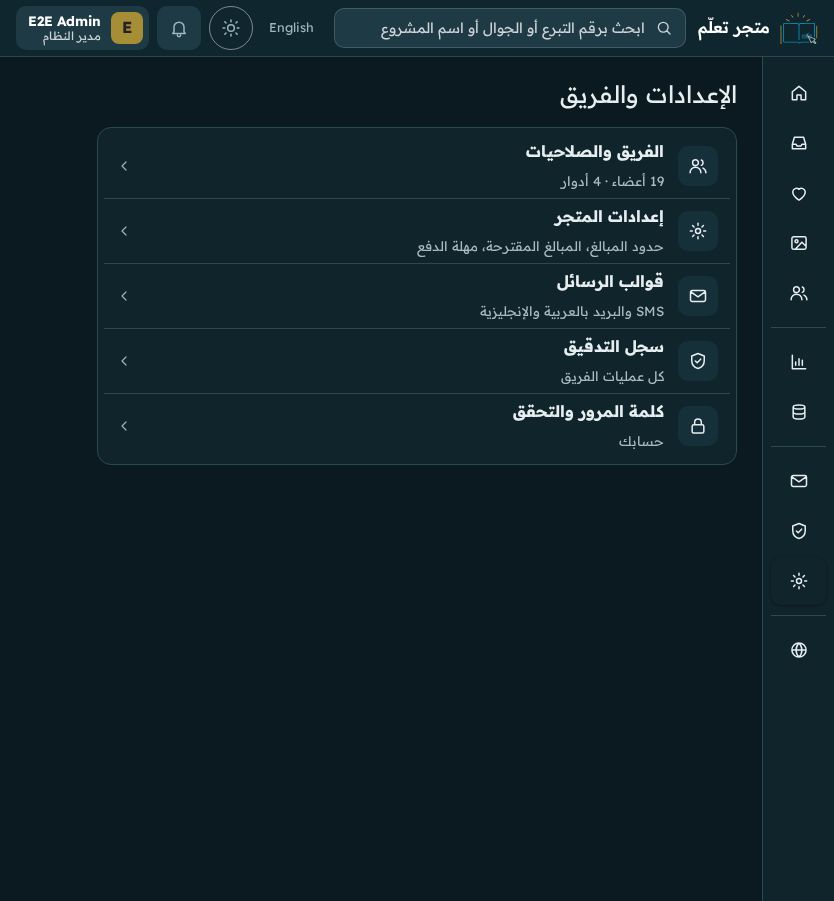 متجر تعلّم
ابحث برقم التبرع أو الجوال أو اسم المشروع
English
E
E2E Admin
مدير النظام
الإعدادات والفريق
الفريق والصلاحيات
19 أعضاء · 4 أدوار
إعدادات المتجر
حدود المبالغ، المبالغ المقترحة، مهلة الدفع
قوالب الرسائل
SMS والبريد بالعربية والإنجليزية
سجل التدقيق
كل عمليات الفريق
كلمة المرور والتحقق
حسابك